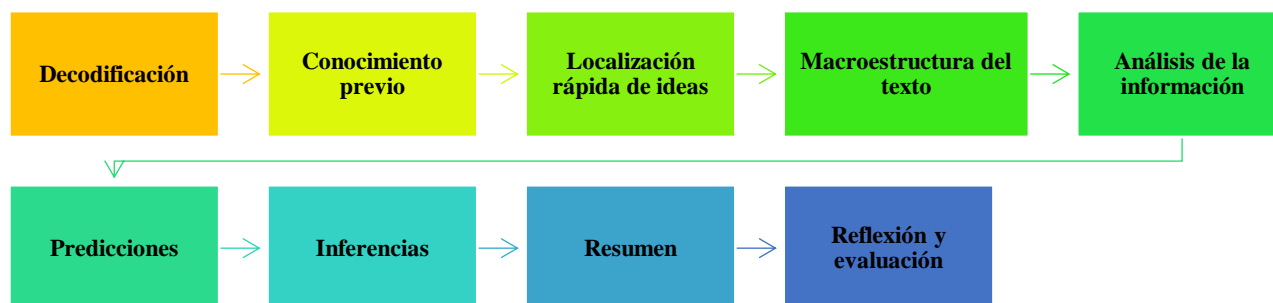 Decodificación
Conocimiento
previo
Localización
rápida de ideas
Macroestructura del
texto
Análisis de la
información
Predicciones
Inferencias
Resumen
Reflexión y
evaluación